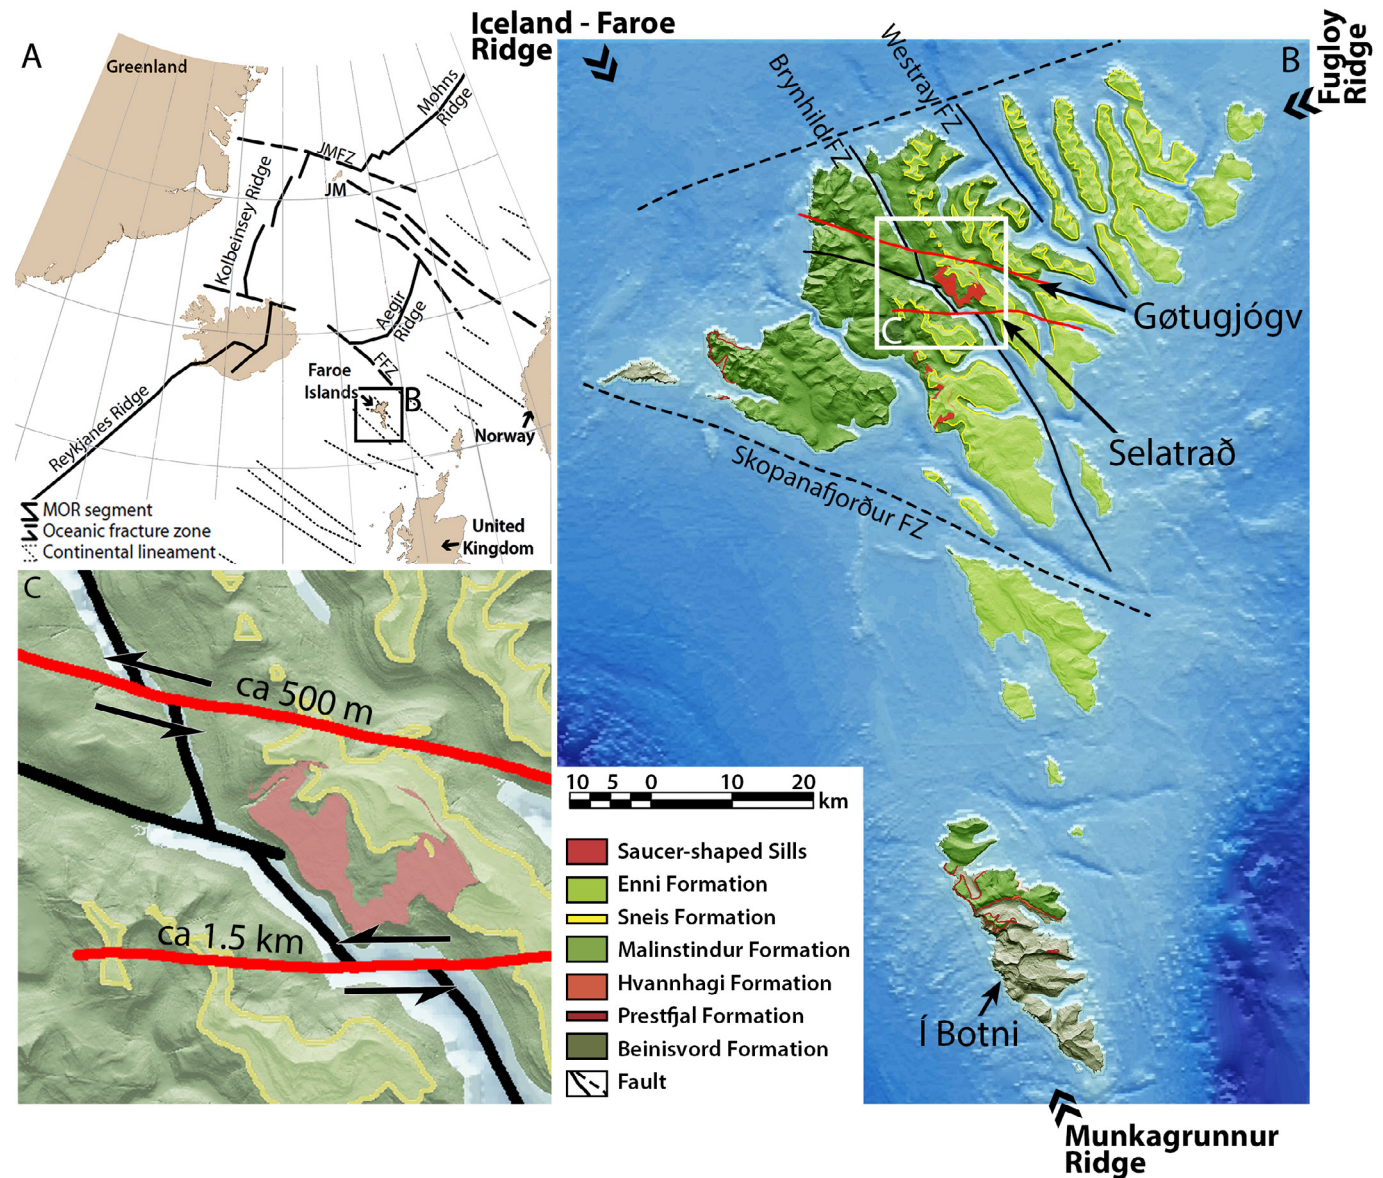 A
Greenland
Mohns
Ridge
JMFZ
JM
Kolbeinsey Ridge
Aegir
Ridge
FFZ
Faroe
Islands
B
Norway
Reykjanes Ridge
United
Kingdom
MOR segment
Oceanic fracture zone
Continental lineament
Iceland - Faroe
Ridge
B
Fugloy
Ridge
Westray FZ
Brynhild FZ
C
Gøtugjógv
Selatrað
Skopanafjorður FZ
Í Botni
Munkagrunnur
Ridge
C
ca 500 m
ca 1.5 km
10 5 0 10 20
km
Saucer-shaped Sills
Enni Formation
Sneis Formation
Malinstindur Formation
Hvannhagi Formation
Prestfjal Formation
Beinisvord Formation
Fault